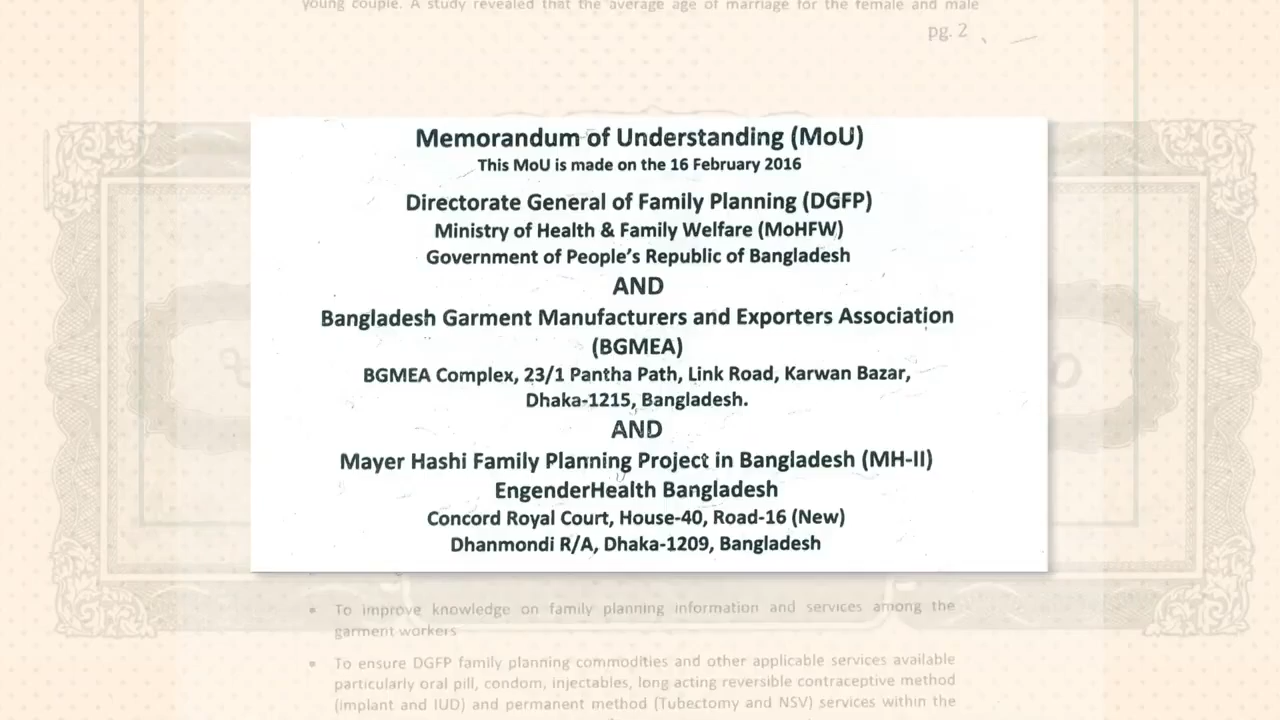 young couple. A study revealed that the average age of marriage for the female and male
pg. 2
Memorandum of Understanding (MoU)
This MoU is made on the 16 February 2016
Directorate General of Family Planning (DGFP)
Ministry of Health & Family Welfare (MoHFW)
Government of People's Republic of Bangladesh
AND
Bangladesh Garment Manufacturers and Exporters Association
(BGMEA)
BGMEA Complex, 23/1 Pantha Path, Link Road, Karwan Bazar,
Dhaka-1215, Bangladesh.
AND
Mayer Hashi Family Planning Project in Bangladesh (MH-II)
EngenderHealth Bangladesh
Concord Royal Court, House-40, Road-16 (New)
Dhanmondi R/A, Dhaka-1209, Bangladesh
• To improve knowledge on family planning information and services among the
garment workers
• To ensure DGFP family planning commodities and other applicable services available
particularly oral pill, condom, injectables, long acting reversible contraceptive method
(implant and IUD) and permanent method (Tubectomy and NSV) services within the